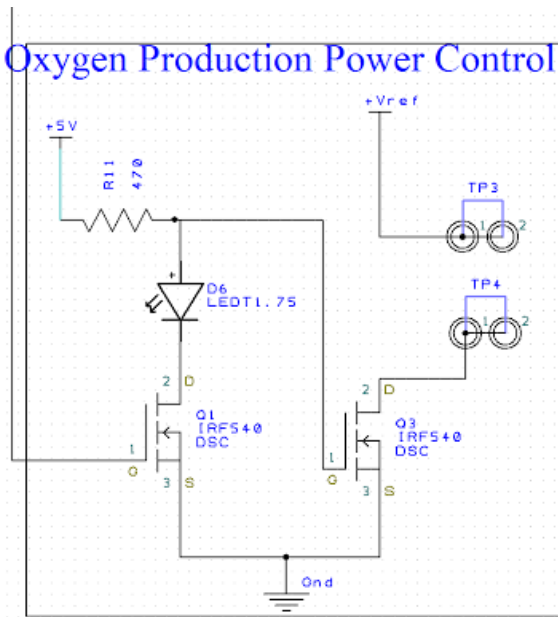 Oxygen Production Power Control
+Vref
+5V
R11
470
TP3
1
2
+
D6
LEDT1.75
TP4
1
2
2
D
Q1
IRF540
DSC
1
G
3
S
2
D
Q3
IRF540
DSC
1
G
3
S
Gnd